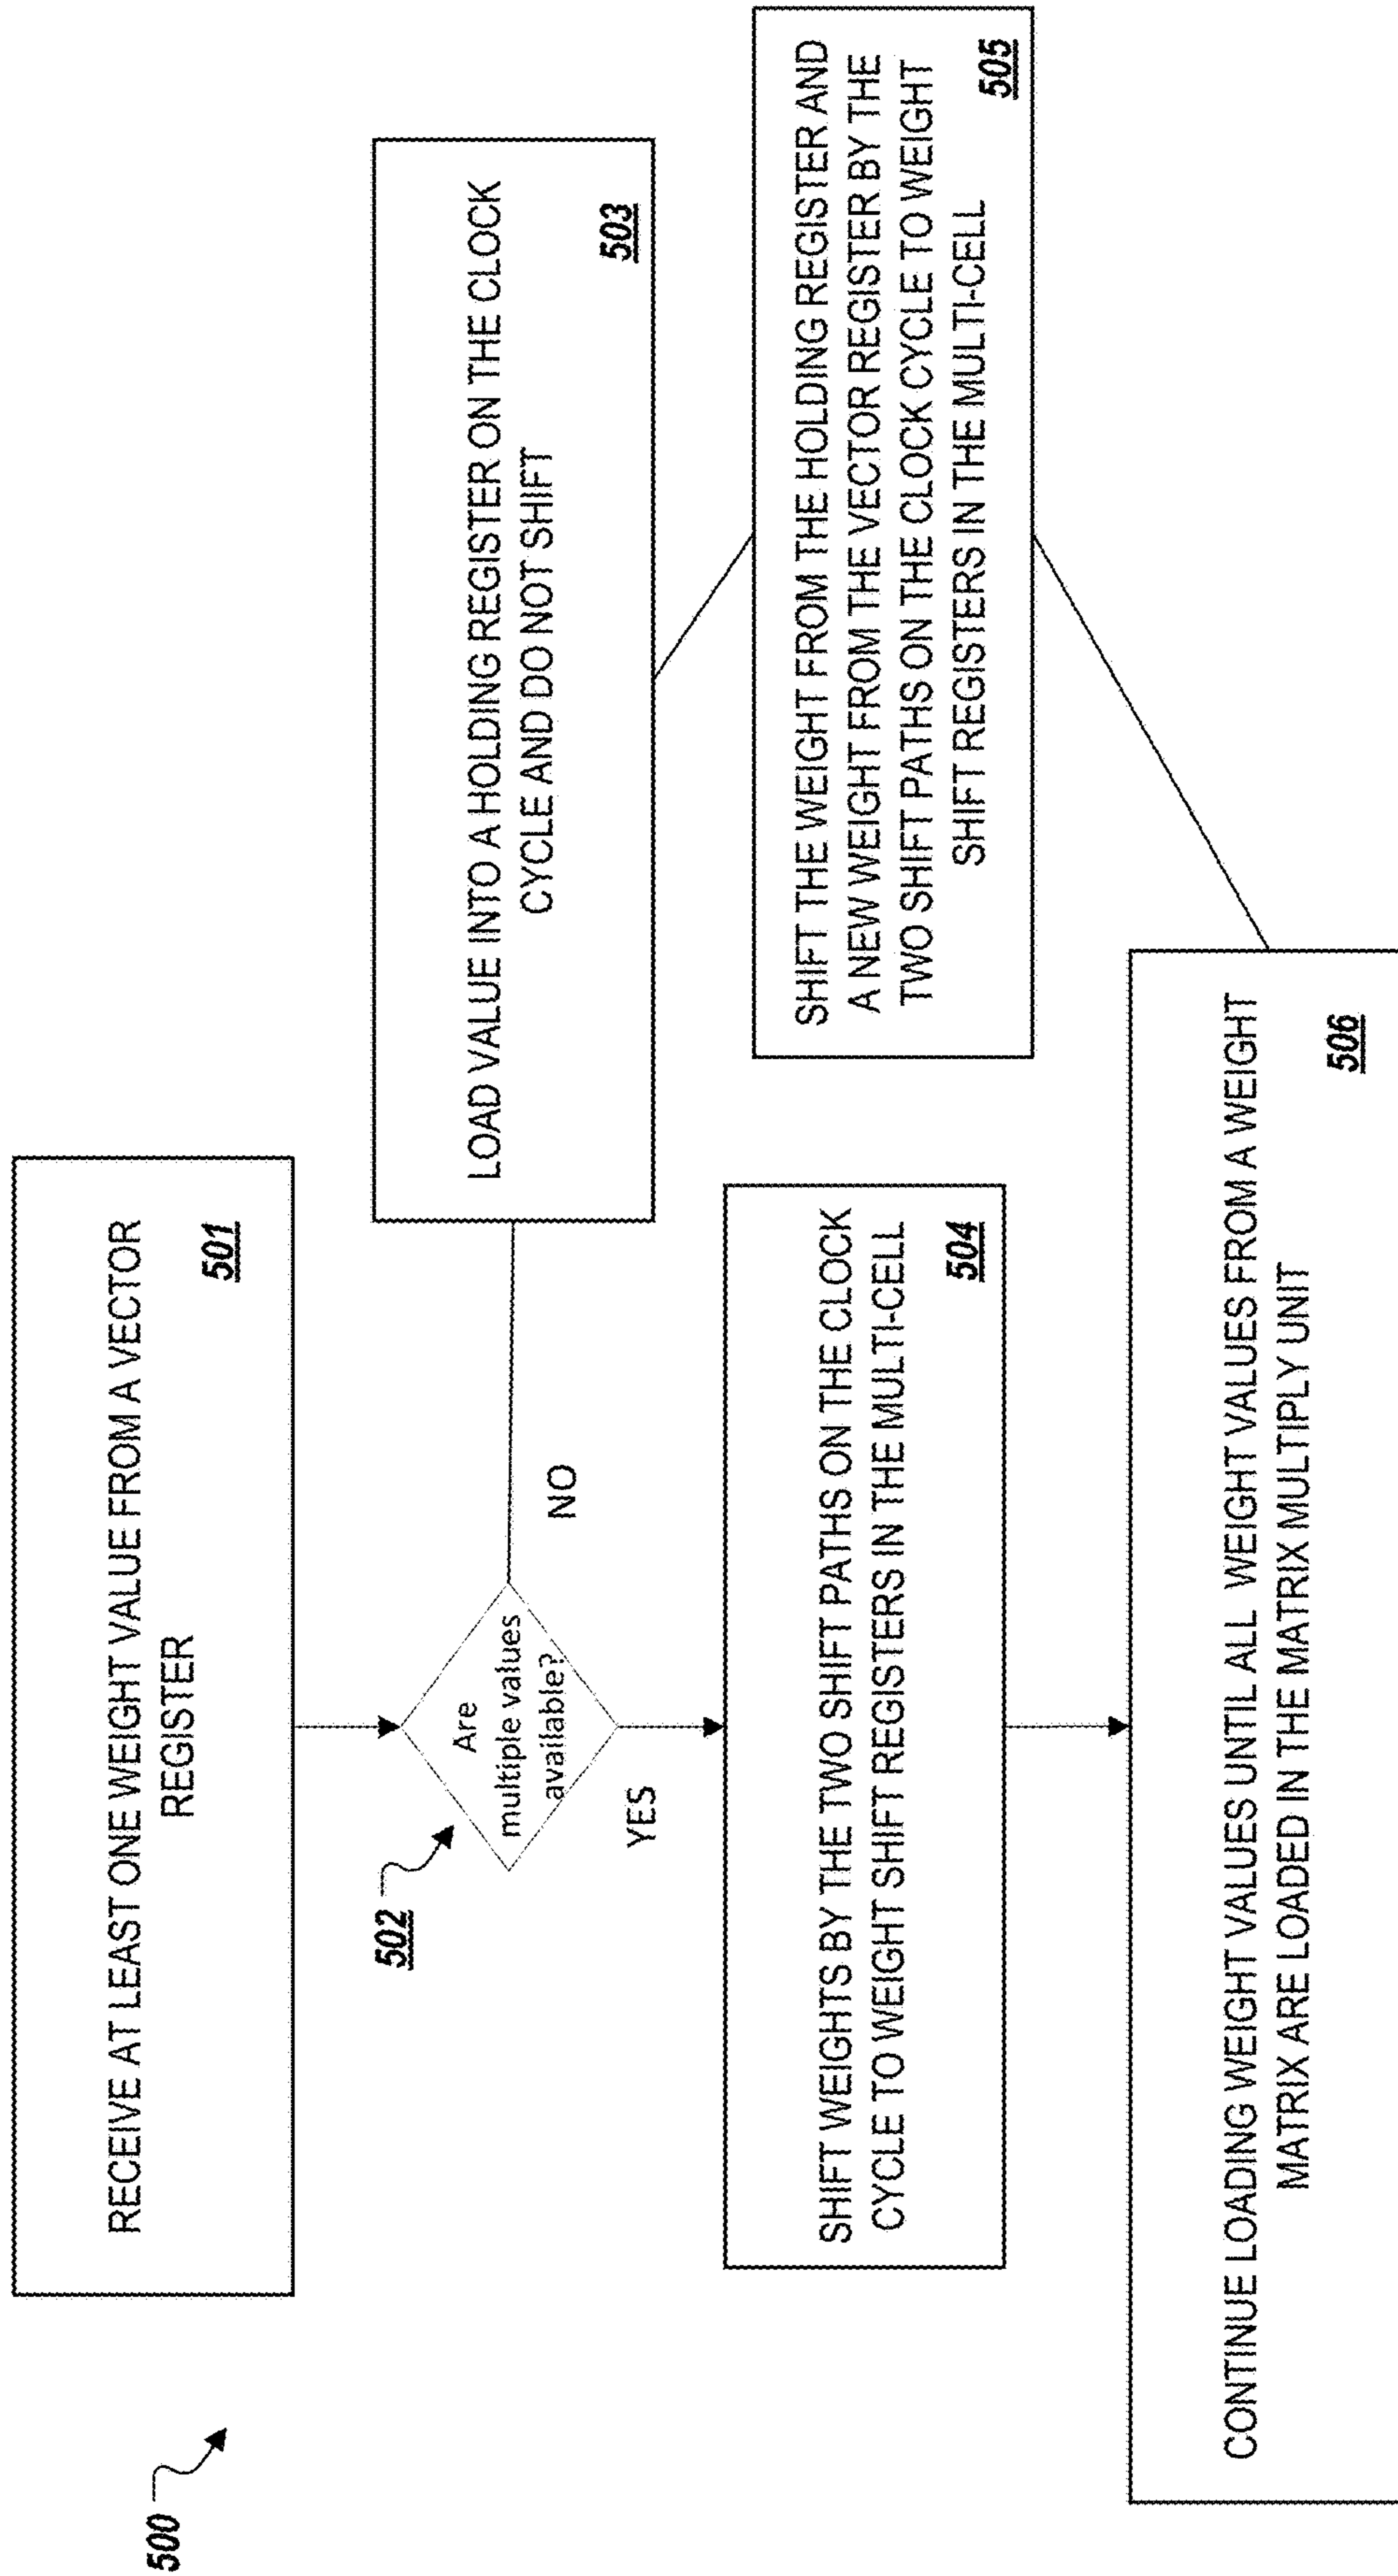 500
RECEIVE AT LEAST ONE WEIGHT VALUE FROM A VECTOR
REGISTER
501
502
Are
multiple values
available?
NO
YES
LOAD VALUE INTO A HOLDING REGISTER ON THE CLOCK
CYCLE AND DO NOT SHIFT
503
SHIFT WEIGHTS BY THE TWO SHIFT PATHS ON THE CLOCK
CYCLE TO WEIGHT SHIFT REGISTERS IN THE MULTI-CELL
504
SHIFT THE WEIGHT FROM THE HOLDING REGISTER AND
A NEW WEIGHT FROM THE VECTOR REGISTER BY THE
TWO SHIFT PATHS ON THE CLOCK CYCLE TO WEIGHT
SHIFT REGISTERS IN THE MULTI-CELL
505
CONTINUE LOADING WEIGHT VALUES UNTIL ALL WEIGHT VALUES FROM A WEIGHT
MATRIX ARE LOADED IN THE MATRIX MULTIPLY UNIT
506